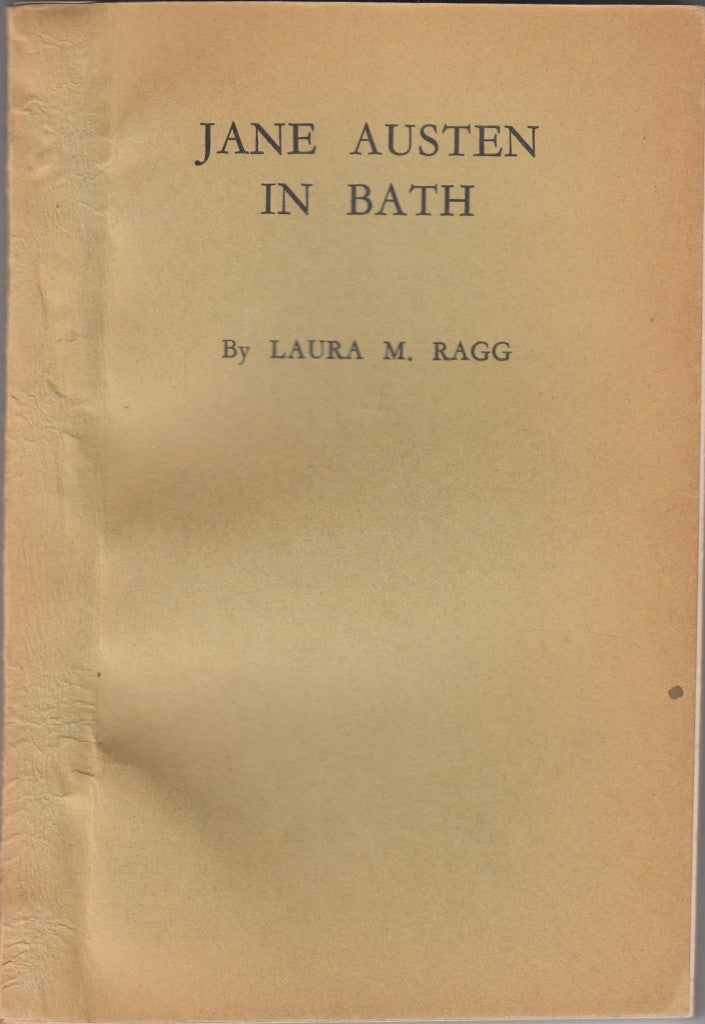 JANE AUSTEN
IN BATH
By LAURA M. RAGG